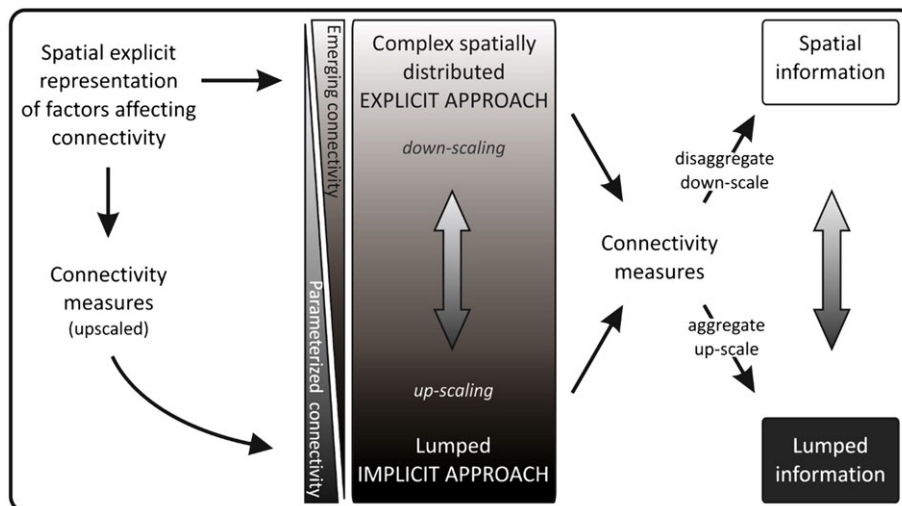 Spatial explicit
representation
of factors affecting
connectivity
Connectivity
measures
(upscaled)
Emerging connectivity
Parameterized connectivity
Complex spatially
distributed
EXPLICIT APPROACH
down-scaling
up-scaling
Lumped
IMPLICIT APPROACH
Connectivity
measures
disaggregate
down-scale
aggregate
up-scale
Spatial
information
Lumped
information